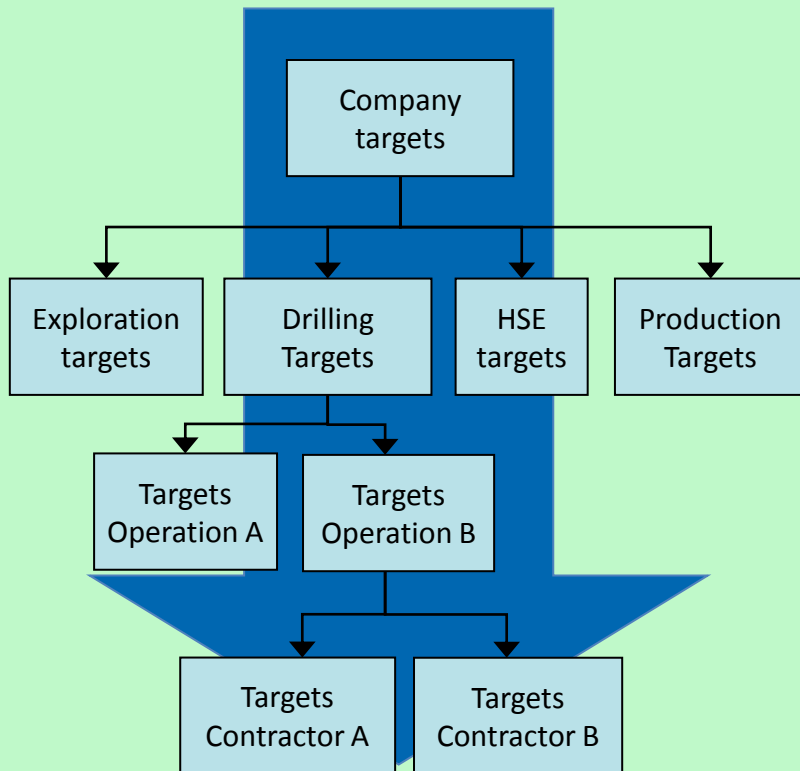 Company
targets
Exploration
targets
Drilling
Targets
HSE
targets
Production
Targets
Targets
Operation A
Targets
Operation B
Targets
Contractor A
Targets
Contractor B